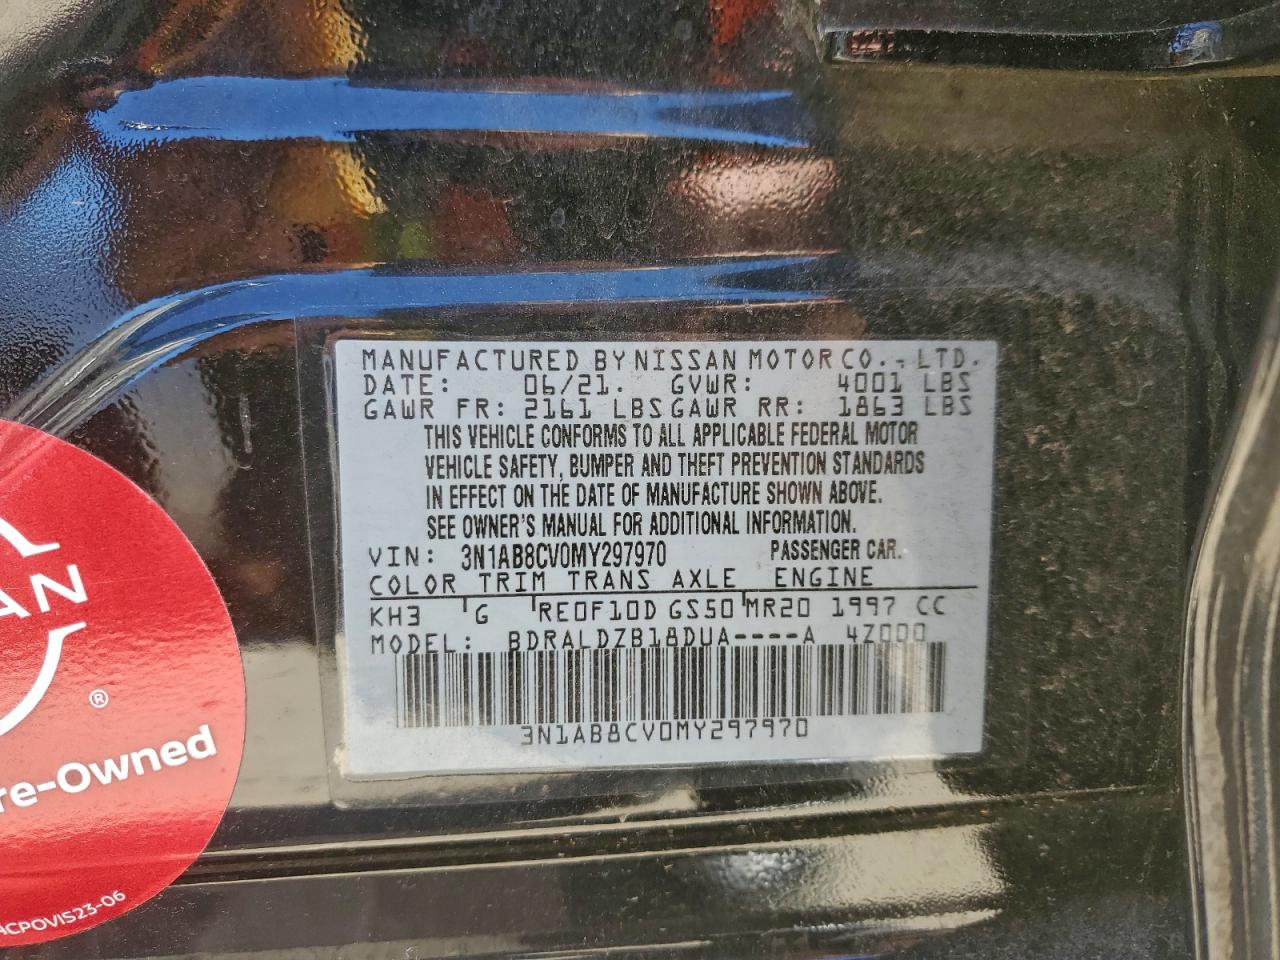 MANUFACTURED BY NISSAN MOTOR CO., LTD.
DATE: 06/21. GVWR: 4001 LBS
GAWR FR: 2161 LBS GAWR RR: 1863 LBS
THIS VEHICLE CONFORMS TO ALL APPLICABLE FEDERAL MOTOR
VEHICLE SAFETY, BUMPER AND THEFT PREVENTION STANDARDS
IN EFFECT ON THE DATE OF MANUFACTURE SHOWN ABOVE.
SEE OWNER'S MANUAL FOR ADDITIONAL INFORMATION.
VIN: 3N1AB8CV0MY297970 PASSENGER CAR.
COLOR TRIM TRANS AXLE ENGINE
KH3 G RE0F10D GS50 MR20 1997 CC
MODEL: BDRALDZB18DUA----A 4Z000
3N1AB8CV0MY297970
AN
®
re-Owned
ACPOVIS23-06